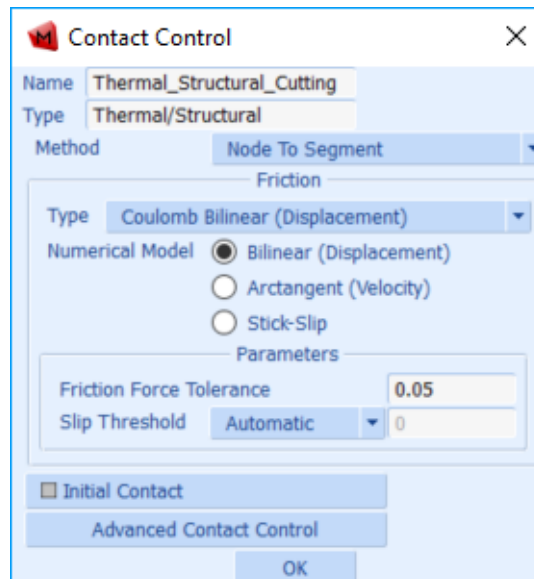 Contact Control
Name Thermal_Structural_Cutting
Type Thermal/Structural
Method Node To Segment
Friction
Type Coulomb Bilinear (Displacement)
Numerical Model Bilinear (Displacement)
Arctangent (Velocity)
Stick-Slip
Parameters
Friction Force Tolerance 0.05
Slip Threshold Automatic 0
Initial Contact
Advanced Contact Control
OK